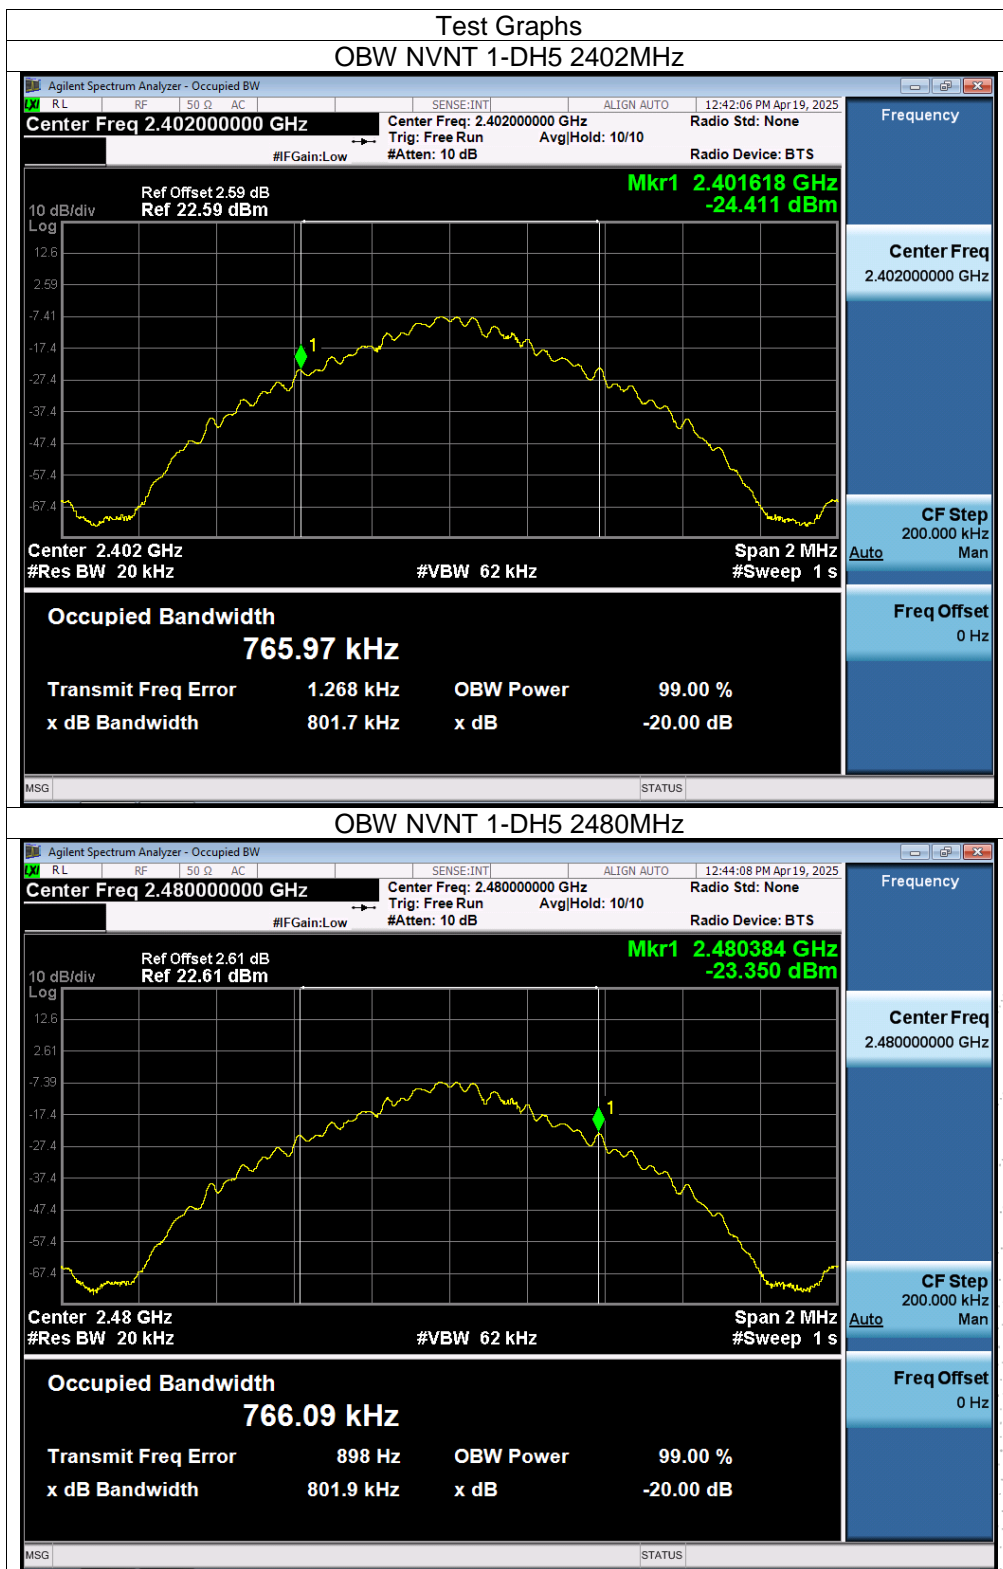 Test Graphs
OBW NVNT 1-DH5 2402MHz
Agilent Spectrum Analyzer - Occupied BW
LXI RL RF 50 Ω AC SENSE:INT ALIGN AUTO 12:42:06 PM Apr 19, 2025
Center Freq 2.402000000 GHz Center Freq: 2.402000000 GHz Radio Std: None Frequency
Trig: Free Run Avg|Hold: 10/10
#IFGain:Low #Atten: 10 dB Radio Device: BTS
Mkr1 2.401618 GHz
-24.411 dBm
Ref Offset 2.59 dB
10 dB/div Ref 22.59 dBm
Log
12.6
2.59
-7.41
-17.4
-27.4
-37.4
-47.4
-57.4
-67.4
1
Center 2.402 GHz Span 2 MHz
#Res BW 20 kHz #VBW 62 kHz #Sweep 1 s
Center Freq
2.402000000 GHz
CF Step
200.000 kHz
Auto Man
Freq Offset
0 Hz
Occupied Bandwidth
765.97 kHz
Transmit Freq Error 1.268 kHz OBW Power 99.00 %
x dB Bandwidth 801.7 kHz x dB -20.00 dB
MSG STATUS
OBW NVNT 1-DH5 2480MHz
Agilent Spectrum Analyzer - Occupied BW
LXI RL RF 50 Ω AC SENSE:INT ALIGN AUTO 12:44:08 PM Apr 19, 2025
Center Freq 2.480000000 GHz Center Freq: 2.480000000 GHz Radio Std: None Frequency
Trig: Free Run Avg|Hold: 10/10
#IFGain:Low #Atten: 10 dB Radio Device: BTS
Mkr1 2.480384 GHz
-23.350 dBm
Ref Offset 2.61 dB
10 dB/div Ref 22.61 dBm
Log
12.6
2.61
-7.39
-17.4
-27.4
-37.4
-47.4
-57.4
-67.4
1
Center 2.48 GHz Span 2 MHz
#Res BW 20 kHz #VBW 62 kHz #Sweep 1 s
Center Freq
2.480000000 GHz
CF Step
200.000 kHz
Auto Man
Freq Offset
0 Hz
Occupied Bandwidth
766.09 kHz
Transmit Freq Error 898 Hz OBW Power 99.00 %
x dB Bandwidth 801.9 kHz x dB -20.00 dB
MSG STATUS